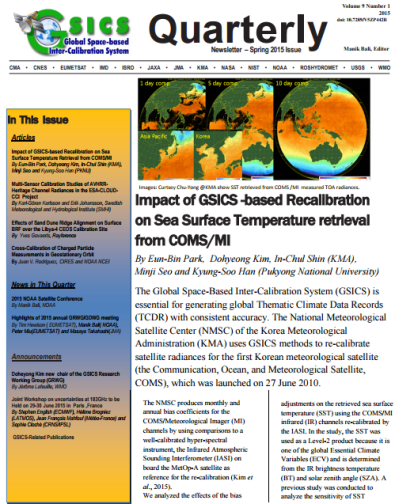 GSICS
Global Space-based
Inter-Calibration System
Quarterly
Newsletter – Spring 2015 Issue
Volume 9 Number 1
2015
Manik Bali, Editor
CMA • CNES • EUMETSAT • IMD • ISRO • JAXA • JMA • KMA • NASA • NIST • NOAA • ROSHYDROMET • USGS • WMO
In This Issue
Articles
Impact of GSICS-based Recalibration on Sea
Surface Temperature Retrieval from COMS/MI
By Eun-Bin Park, Dohyeong Kim, In-Chul Shin (KMA),
Minji Seo and Kyung-Soo Han (PKNU)
Multi-Sensor Calibration Studies of AVHRR-
Heritage Channel Radiances in the ESA-CLOUD-
CCI Project
By Karl-Göran Karlsson and Erik Johansson, Swedish
Meteorological and Hydrological Institute (SMHI)
Effects of Sand Dune Ridge Alignment on Surface
BRF over the Libya-4 CEOS Calibration Site
By Yves Govaerts, Rayference
Cross-Calibration of Charged Particle
Measurements in Geostationary Orbit
By Juan V. Rodriguez, CIRES and NOAA NCEI
News in This Quarter
2015 NOAA Satellite Conference
By Manik Bali, NOAA
Highlights of 2015 annual GRWG/GDWG meeting
By Tim Hewison (EUMETSAT), Manik Bali( NOAA),
Peter Miu(EUMETSAT) and Masaya Takahashi(JMA)
Announcements
Dohyeong Kim new chair of the GSICS Research
Working Group (GRWG)
By Jérôme Lafeuille, WMO
Joint Workshop on uncertainties at 183GHz to be
Held on 29-30 June 2015 in Paris ,France
By Stephen English (ECMWF), Hélène Brogniez
(LATMOS), Jean François Mahfouf (Météo-France) and
Sophie Cloché (CRNS/IPSL)
GSICS-Related Publications
1 day comp.
5 day comp.
10 day comp.
Asia Pacific
Korea
Images: Curtsey Chu-Yong @KMA show SST retrieved from COMS /MI measured TOA radiances.
Impact of GSICS -based Recalibration
on Sea Surface Temperature retrieval
from COMS/MI
By Eun-Bin Park, Dohyeong Kim, In-Chul Shin (KMA),
Minji Seo and Kyung-Soo Han (Pukyong National University)
The Global Space-Based Inter-Calibration System (GSICS) is
essential for generating global Thematic Climate Data Records
(TCDR) with consistent accuracy. The National Meteorological
Satellite Center (NMSC) of the Korea Meteorological
Administration (KMA) uses GSICS methods to re-calibrate
satellite radiances for the first Korean meteorological satellite
(the Communication, Ocean, and Meteorological Satellite,
COMS), which was launched on 27 June 2010.
The NMSC produces monthly and
annual bias coefficients for the
COMS/Meteorological Imager (MI)
channels by using comparisons to a
well-calibrated hyper-spectral
instrument, the Infrared Atmospheric
Sounding Interferometer (IASI) on
board the MetOp-A satellite as
reference for the re-calibration (Kim et
al., 2015).
We analyzed the effects of the bias
adjustments on the retrieved sea surface
temperature (SST) using the COMS/MI
infrared (IR) channels re-calibrated by
the IASI. In the study, the SST was
used as a Level-2 product because it is
one of the global Essential Climate
Variables (ECV) and is determined
from the IR brightness temperature
(BT) and solar zenith angle (SZA). A
previous study was conducted to
analyze the sensitivity of SST